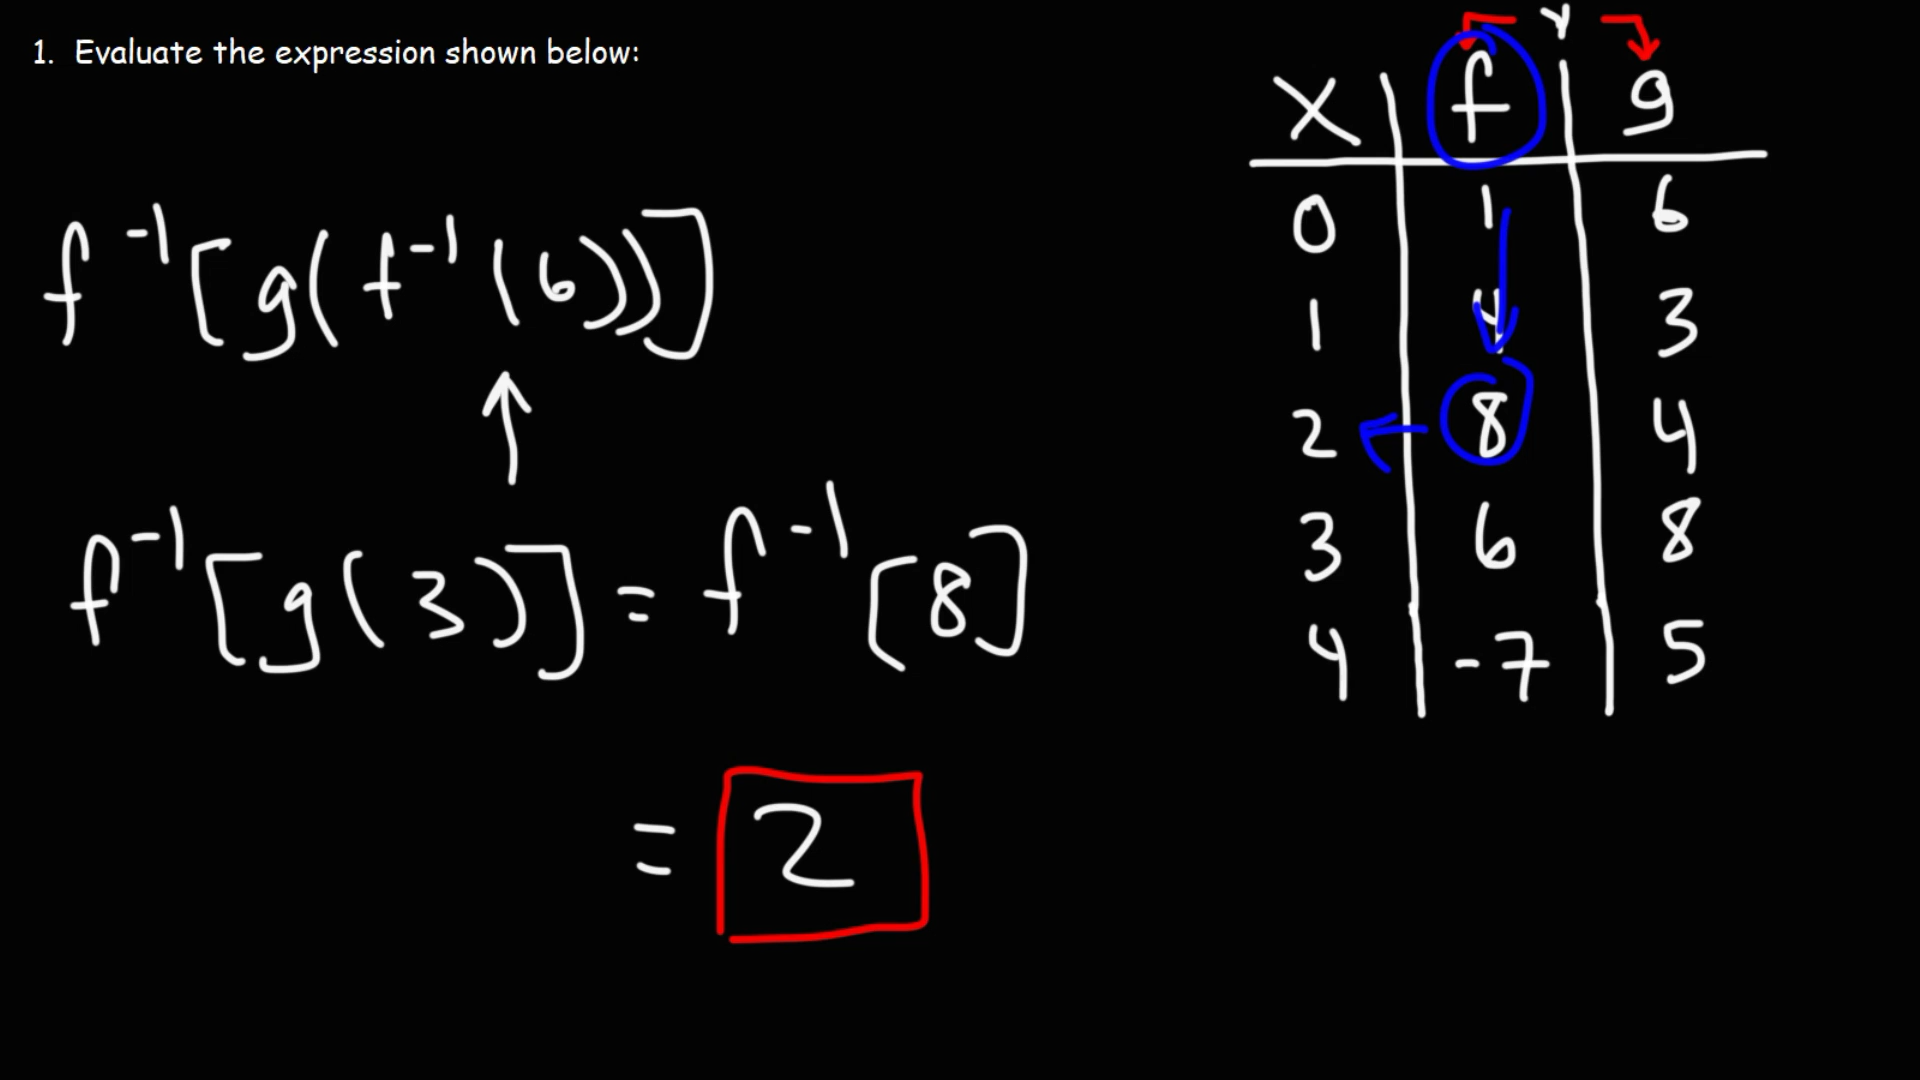 1. Evaluate the expression shown below:
f⁻¹[g(f⁻¹(6))]
f⁻¹[g(3)] = f⁻¹[8]
= 2
y
x f g
0 1 6
1 4 3
2 8 4
3 6 8
4 -7 5